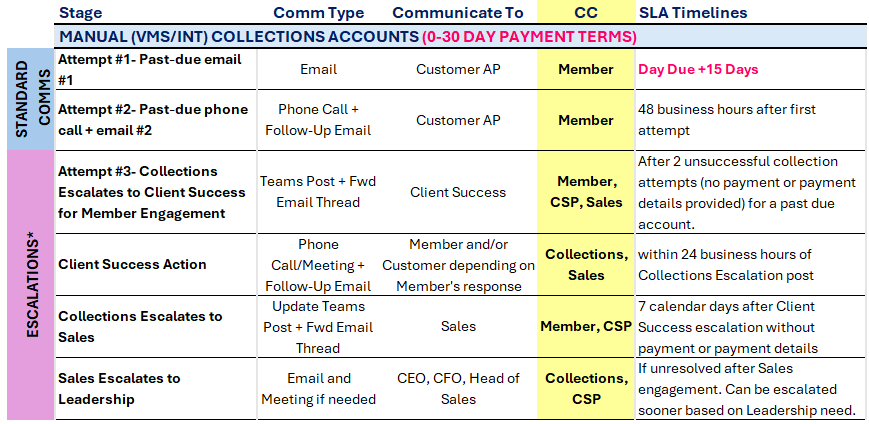 Stage Comm Type Communicate To CC SLA Timelines
MANUAL (VMS/INT) COLLECTIONS ACCOUNTS (0-30 DAY PAYMENT TERMS)
STANDARD
COMMS
Attempt #1- Past-due email
#1
Email
Customer AP
Member
Day Due +15 Days
Attempt #2- Past-due phone
call + email #2
Phone Call +
Follow-Up Email
Customer AP
Member
48 business hours after first
attempt
ESCALATIONS*
Attempt #3- Collections
Escalates to Client Success
for Member Engagement
Teams Post + Fwd
Email Thread
Client Success
Member,
CSP, Sales
After 2 unsuccessful collection
attempts (no payment or payment
details provided) for a past due
account.
Client Success Action
Phone
Call/Meeting +
Follow-Up Email
Member and/or
Customer depending on
Member's response
Collections,
Sales
within 24 business hours of
Collections Escalation post
Collections Escalates to
Sales
Update Teams
Post + Fwd Email
Thread
Sales
Member, CSP
7 calendar days after Client
Success escalation without
payment or payment details
Sales Escalates to
Leadership
Email and
Meeting if needed
CEO, CFO, Head of
Sales
Collections,
CSP
If unresolved after Sales
engagement. Can be escalated
sooner based on Leadership need.